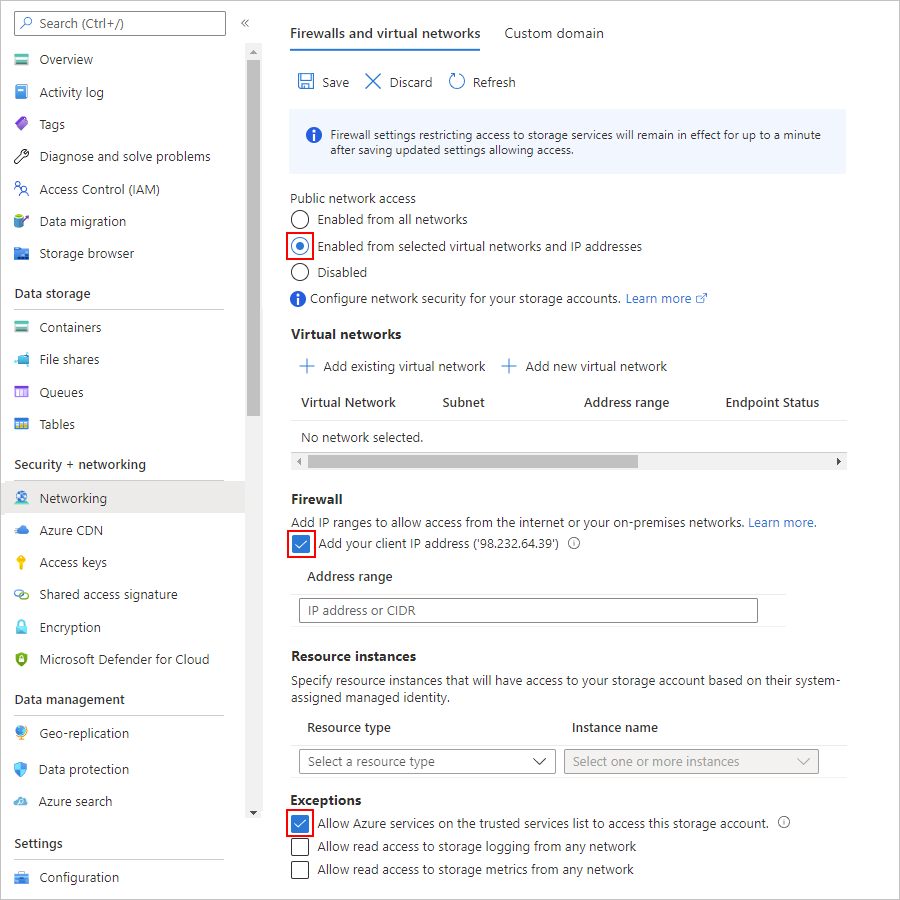 Search (Ctrl+/)
«
Overview
Activity log
Tags
Diagnose and solve problems
Access Control (IAM)
Data migration
Storage browser
Data storage
Containers
File shares
Queues
Tables
Security + networking
Networking
Azure CDN
Access keys
Shared access signature
Encryption
Microsoft Defender for Cloud
Data management
Geo-replication
Data protection
Azure search
Settings
Configuration
Firewalls and virtual networks
Custom domain
Save
Discard
Refresh
Firewall settings restricting access to storage services will remain in effect for up to a minute
after saving updated settings allowing access.
Public network access
Enabled from all networks
Enabled from selected virtual networks and IP addresses
Disabled
Configure network security for your storage accounts. Learn more
Virtual networks
Add existing virtual network
Add new virtual network
Virtual Network
Subnet
Address range
Endpoint Status
No network selected.
Firewall
Add IP ranges to allow access from the internet or your on-premises networks. Learn more.
Add your client IP address ('98.232.64.39')
Address range
IP address or CIDR
Resource instances
Specify resource instances that will have access to your storage account based on their system-
assigned managed identity.
Resource type
Instance name
Select a resource type
Select one or more instances
Exceptions
Allow Azure services on the trusted services list to access this storage account.
Allow read access to storage logging from any network
Allow read access to storage metrics from any network